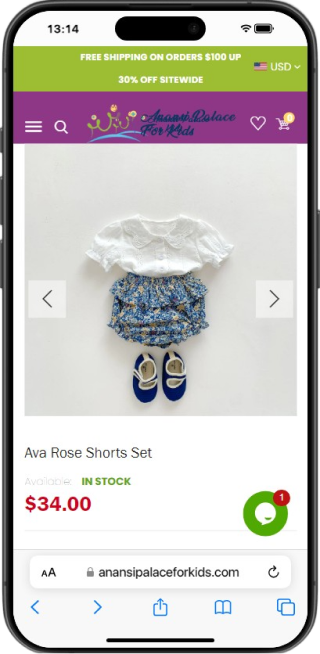 13:14
FREE SHIPPING ON ORDERS $100 UP
USD
30% OFF SITEWIDE
Anansi Palace
For Kids
0
Ava Rose Shorts Set
Available: IN STOCK
$34.00
1
AA anansipalaceforkids.com